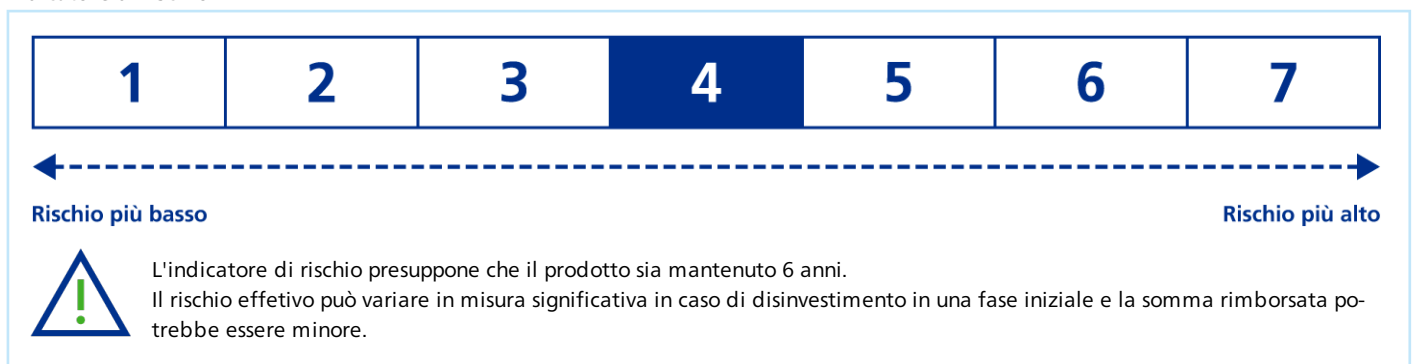 1 2 3 4 5 6 7
Rischio più basso Rischio più alto
L'indicatore di rischio presuppone che il prodotto sia mantenuto 6 anni.
Il rischio effetivo può variare in misura significativa in caso di disinvestimento in una fase iniziale e la somma rimborsata po-
trebbe essere minore.